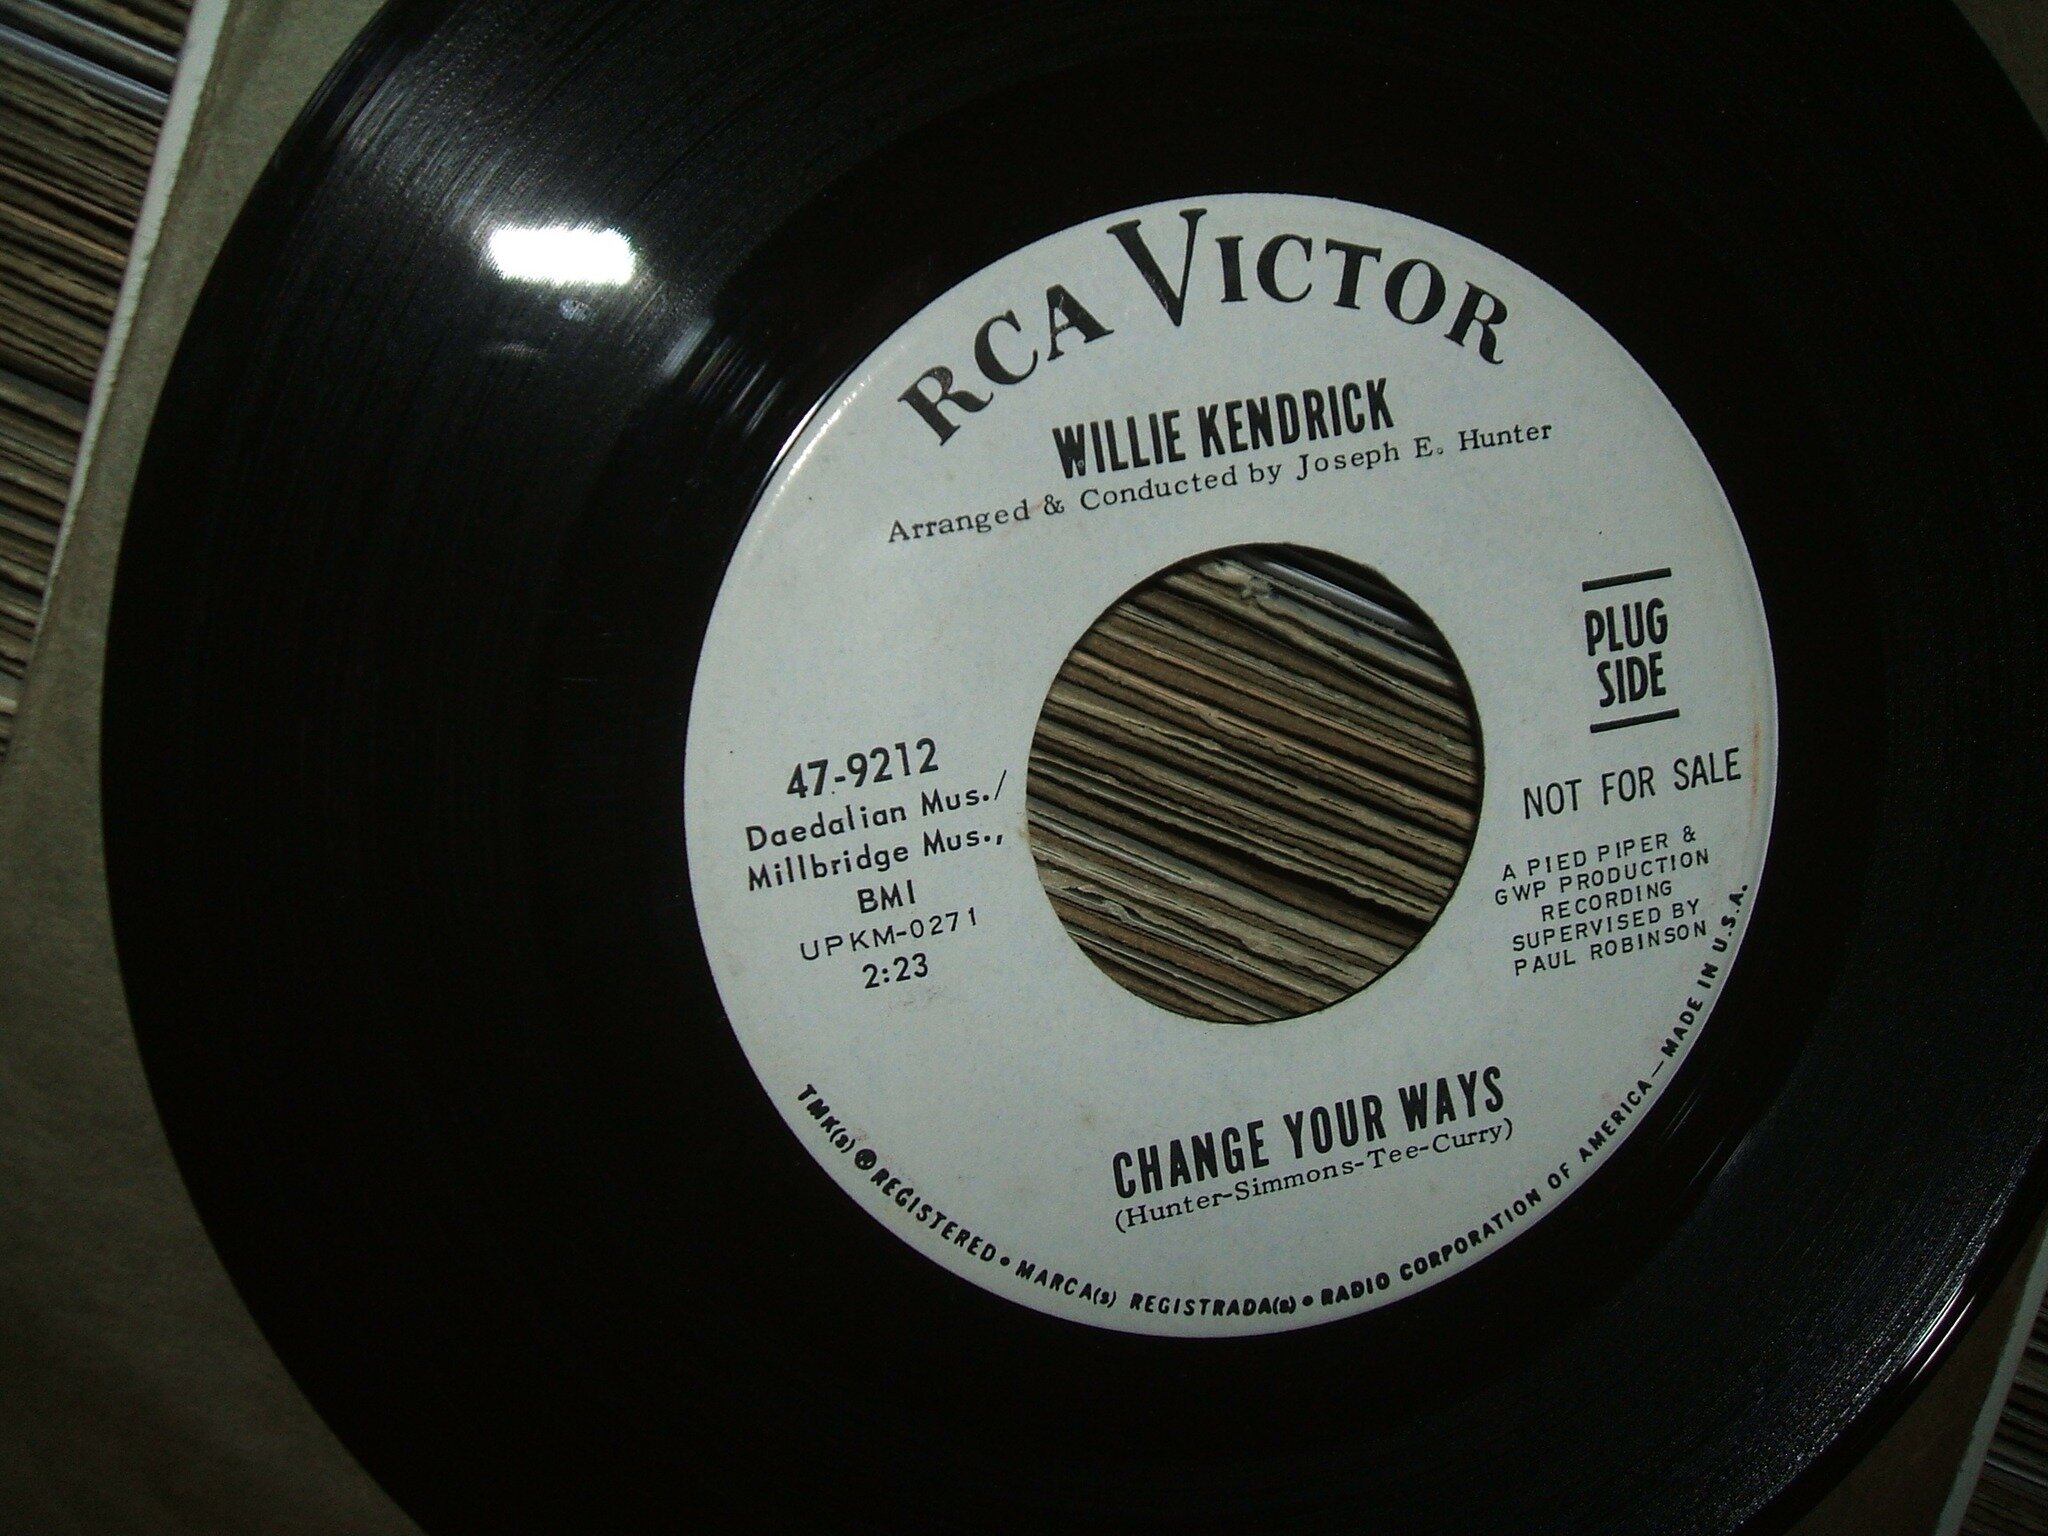 RCA VICTOR
WILLIE KENDRICK
Arranged & Conducted by Joseph E. Hunter
PLUG
SIDE
NOT FOR SALE
A PIED PIPER &
GWP PRODUCTION
RECORDING
SUPERVISED BY
PAUL ROBINSON
47-9212
Daedalian Mus./
Millbridge Mus.,
BMI
UPKM-0271
2:23
CHANGE YOUR WAYS
(Hunter-Simmons-Tee-Curry)
TMK(s) ® REGISTERED • MARCA(s) REGISTRADA(s) • RADIO CORPORATION OF AMERICA — MADE IN U.S.A.